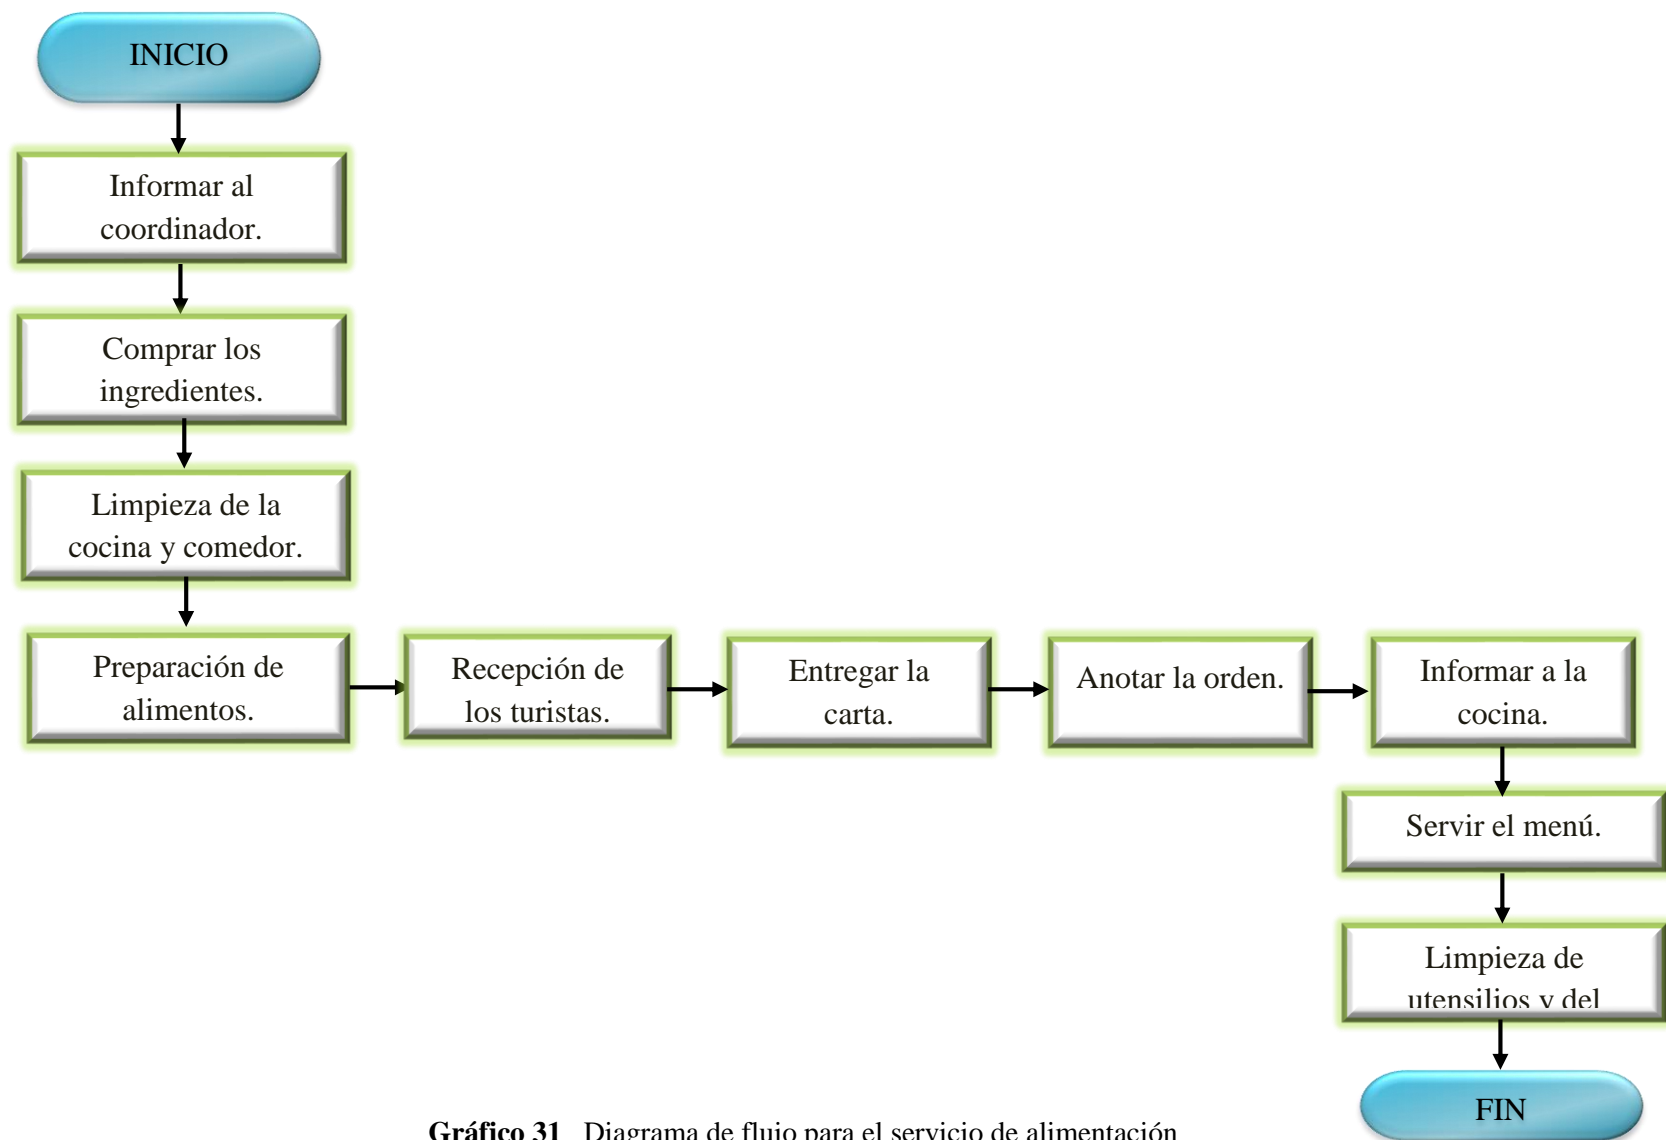 INICIO
Informar al
coordinador.
Comprar los
ingredientes.
Limpieza de la
cocina y comedor.
Preparación de
alimentos.
Recepción de
los turistas.
Entregar la
carta.
Anotar la orden.
Informar a la
cocina.
Servir el menú.
Limpieza de
utensilios y del
FIN
Gráfico 31 Diagrama de flujo para el servicio de alimentación